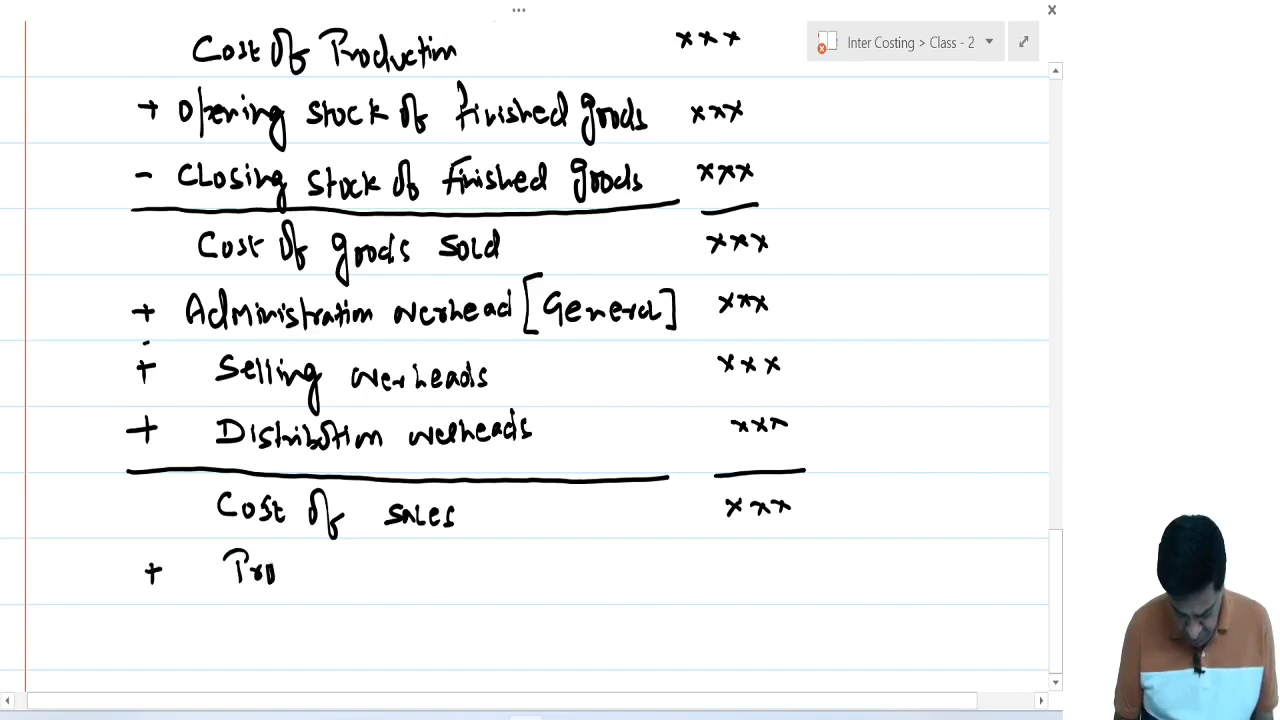 ...
Inter Costing > Class - 2
Cost of Production xxx
+ Opening stock of finished goods xxx
- Closing stock of finished goods xxx
Cost of goods sold xxx
+ Administration overhead [General] xxx
+ Selling overheads xxx
+ Distribution overheads xxx
Cost of sales xxx
+ Pro